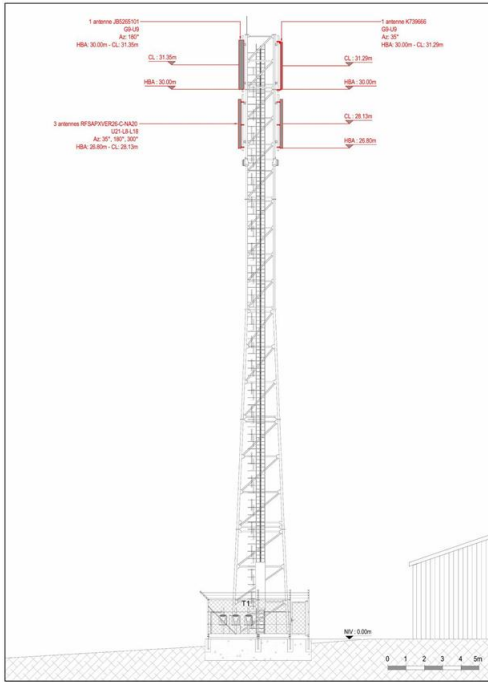 1 antenne JB5265101
G9-U9
Az: 180°
HBA: 30.00m - CL: 31.35m
1 antenne K739666
G9-U9
Az: 35°
HBA: 30.00m - CL: 31.29m
CL : 31.35m
CL : 31.29m
HBA : 30.00m
HBA : 30.00m
3 antennes RFSAPXVER26-C-NA20
U21-L8-L18
Az: 35°, 180°, 300°
HBA: 26.80m - CL: 28.13m
CL : 28.13m
HBA : 26.80m
T1
NIV : 0.00m
0 1 2 3 4 5m